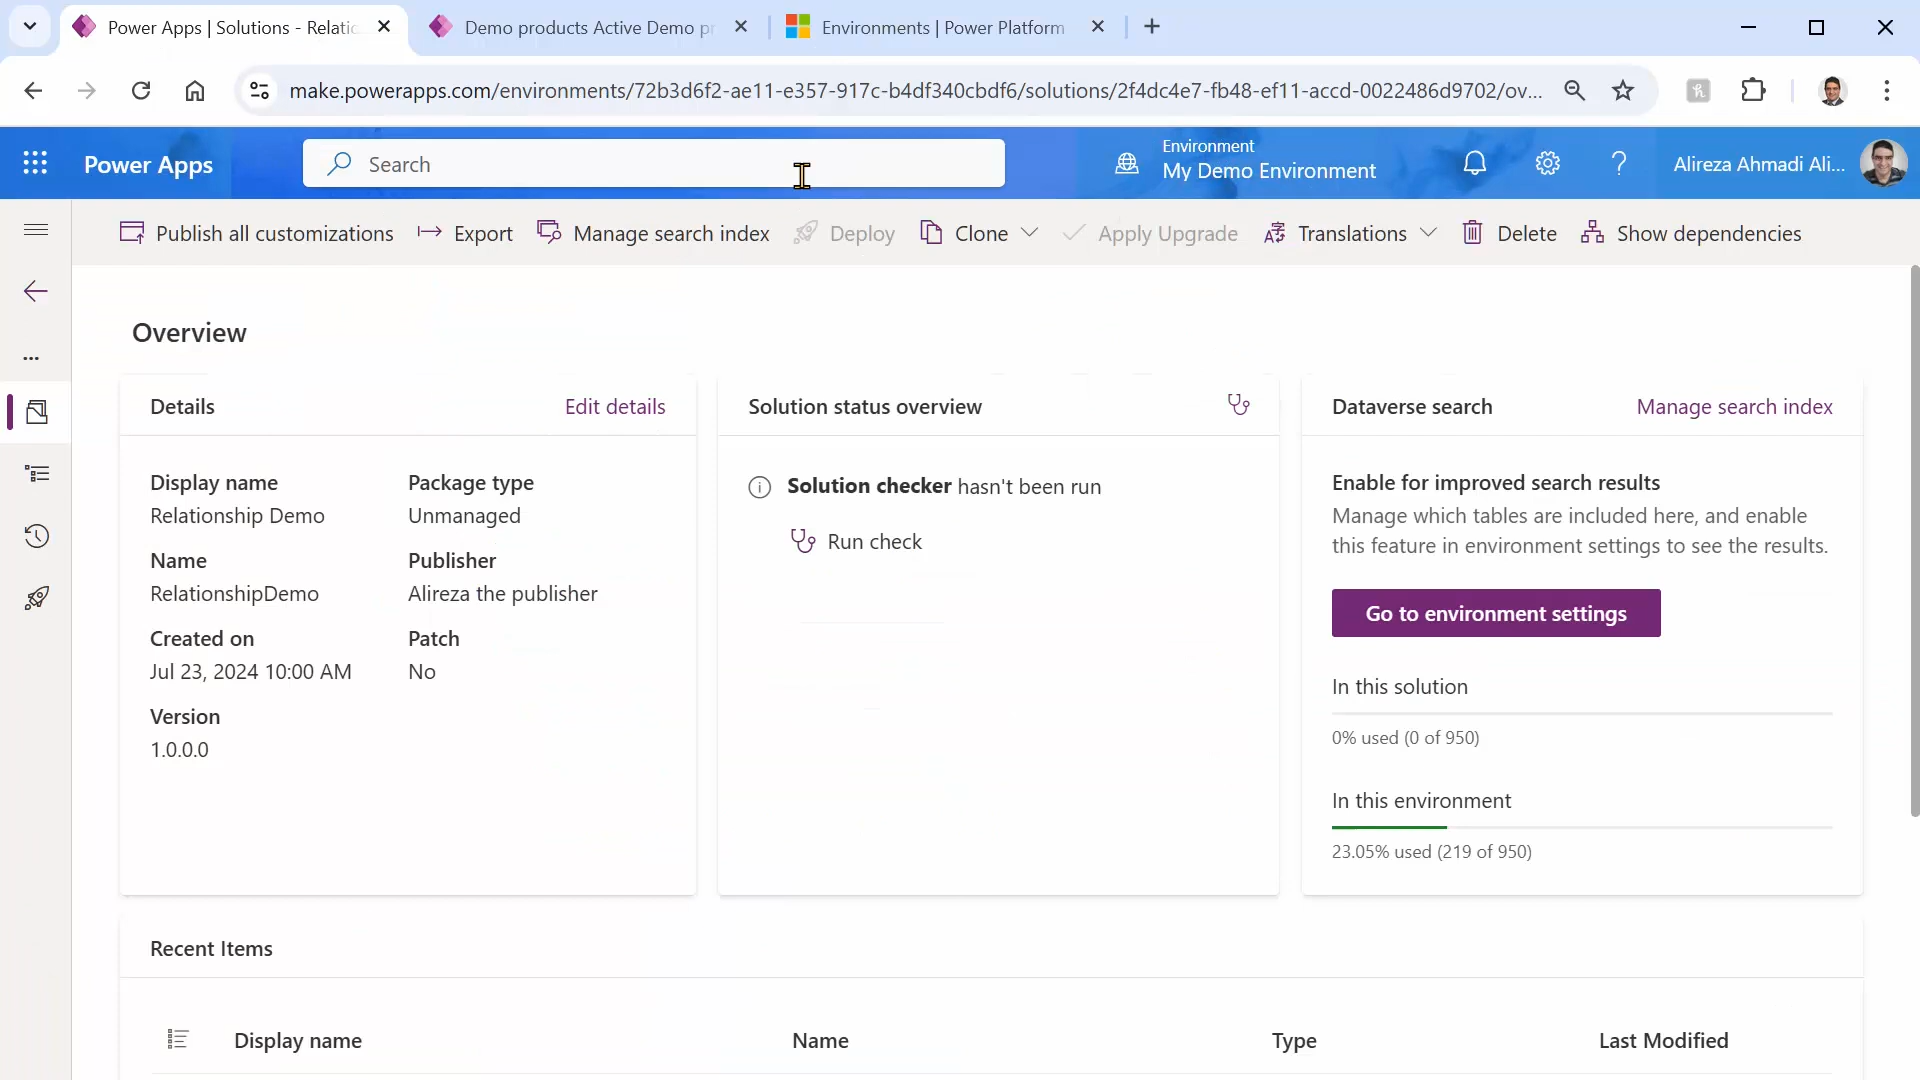 Power Apps | Solutions - Relatic
Demo products Active Demo pr
Environments | Power Platform
make.powerapps.com/environments/72b3d6f2-ae11-e357-917c-b4df340cbdf6/solutions/2f4dc4e7-fb48-ef11-accd-0022486d9702/ov...
Power Apps
Search
Environment
My Demo Environment
Alireza Ahmadi Ali...
Publish all customizations
Export
Manage search index
Deploy
Clone
Apply Upgrade
Translations
Delete
Show dependencies
Overview
Details
Edit details
Display name
Relationship Demo
Package type
Unmanaged
Name
RelationshipDemo
Publisher
Alireza the publisher
Created on
Jul 23, 2024 10:00 AM
Patch
No
Version
1.0.0.0
Solution status overview
Solution checker hasn't been run
Run check
Dataverse search
Manage search index
Enable for improved search results
Manage which tables are included here, and enable
this feature in environment settings to see the results.
Go to environment settings
In this solution
0% used (0 of 950)
In this environment
23.05% used (219 of 950)
Recent Items
Display name
Name
Type
Last Modified